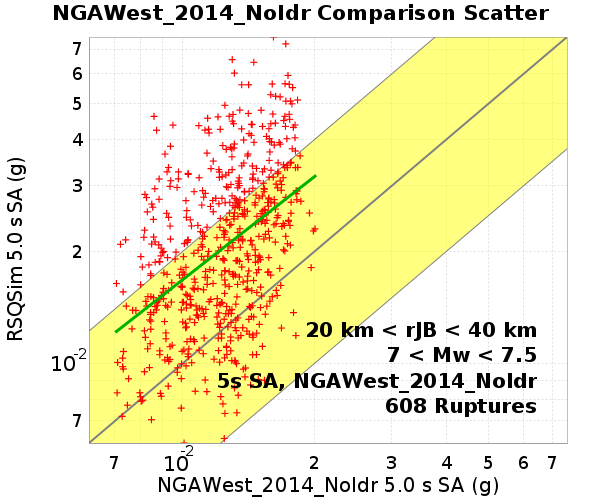 NGAWest_2014_NoIdr Comparison Scatter
RSQSim 5.0 s SA (g)
7
6
5
4
3
2
10-2
7
20 km < rJB < 40 km
7 < Mw < 7.5
5s SA, NGAWest_2014_NoIdr
608 Ruptures
7 10-2 2 3 4 5 6 7
NGAWest_2014_NoIdr 5.0 s SA (g)